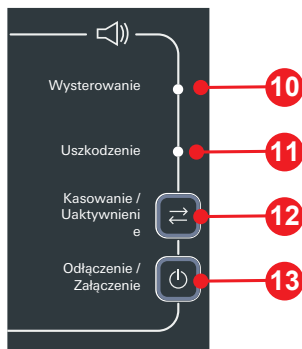 Wysterowanie
10
Uszkodzenie
11
Kasowanie /
Uaktywnieni
e
12
Odłączenie /
Załączenie
13